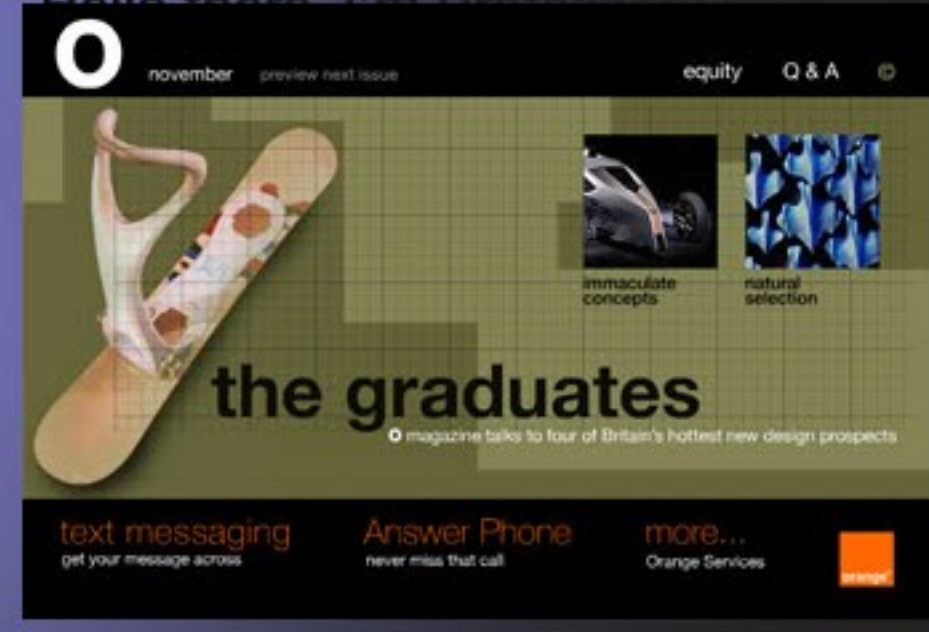 O
november preview next issue
equity Q & A ©
immaculate
concepts
natural
selection
the graduates
O magazine talks to four of Britain's hottest new design prospects
text messaging
get your message across
Answer Phone
never miss that call
more...
Orange Services
orange™